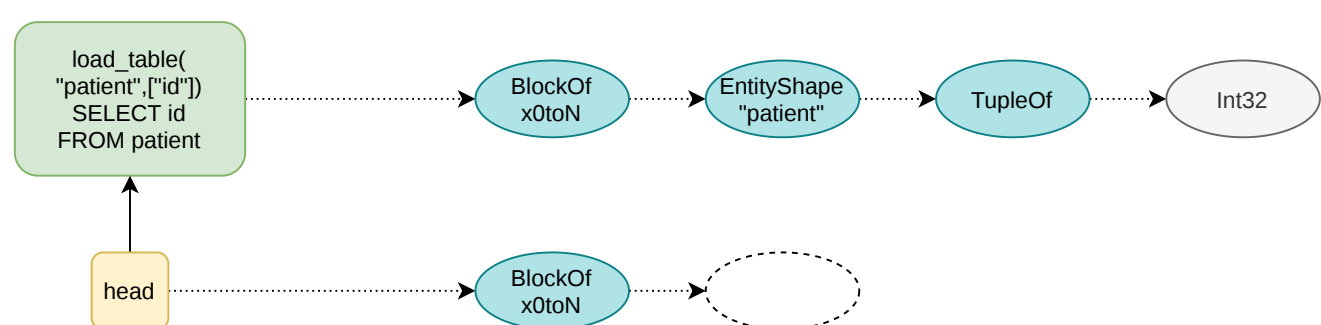 load_table(
"patient",["id"])
SELECT id
FROM patient
BlockOf
x0toN
EntityShape
"patient"
TupleOf
Int32
head
BlockOf
x0toN